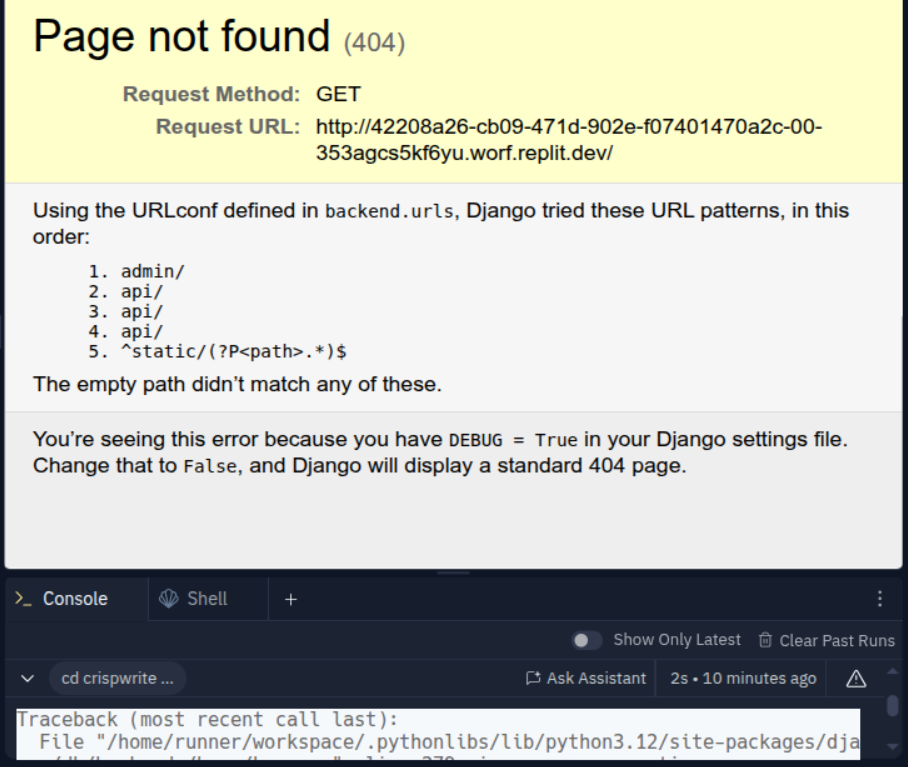 Page not found (404)
Request Method: GET
Request URL: http://42208a26-cb09-471d-902e-f07401470a2c-00-
353agcs5kf6yu.worf.replit.dev/
Using the URLconf defined in backend.urls, Django tried these URL patterns, in this
order:
1. admin/
2. api/
3. api/
4. api/
5. ^static/(?P<path>.*)$
The empty path didn’t match any of these.
You’re seeing this error because you have DEBUG = True in your Django settings file.
Change that to False, and Django will display a standard 404 page.
Console Shell +
Show Only Latest Clear Past Runs
cd crispwrite ... Ask Assistant 2s • 10 minutes ago
Traceback (most recent call last):
File "/home/runner/workspace/.pythonlibs/lib/python3.12/site-packages/dja